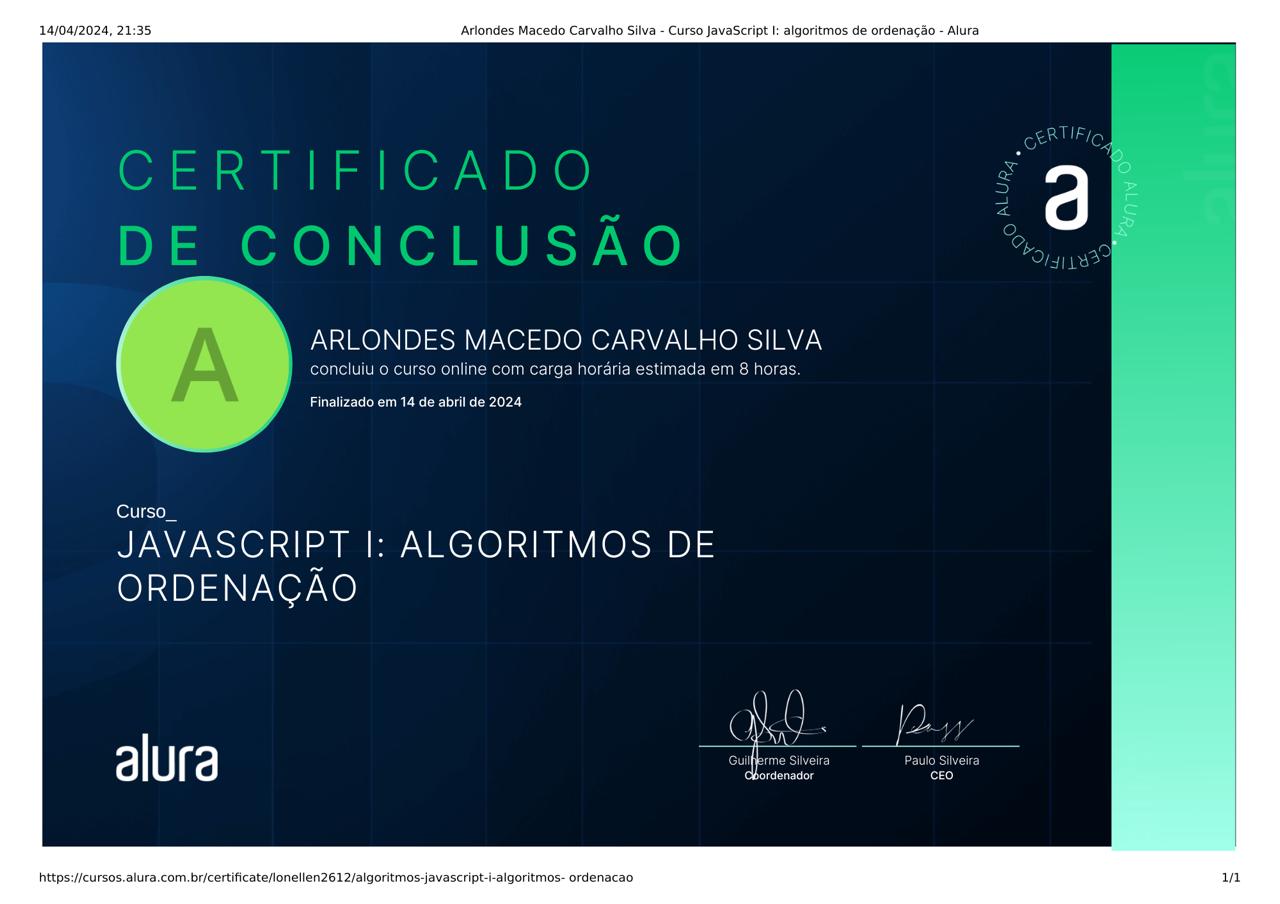 14/04/2024, 21:35
Arlondes Macedo Carvalho Silva - Curso JavaScript I: algoritmos de ordenação - Alura
CERTIFICADO
DE CONCLUSÃO
• CERTIFICADO ALURA • CERTIFICADO ALURA
a
alura
A
ARLONDES MACEDO CARVALHO SILVA
concluiu o curso online com carga horária estimada em 8 horas.
Finalizado em 14 de abril de 2024
Curso_
JAVASCRIPT I: ALGORITMOS DE
ORDENAÇÃO
alura
Guilherme Silveira
Coordenador
Paulo Silveira
CEO
https://cursos.alura.com.br/certificate/lonellen2612/algoritmos-javascript-i-algoritmos- ordenacao
1/1